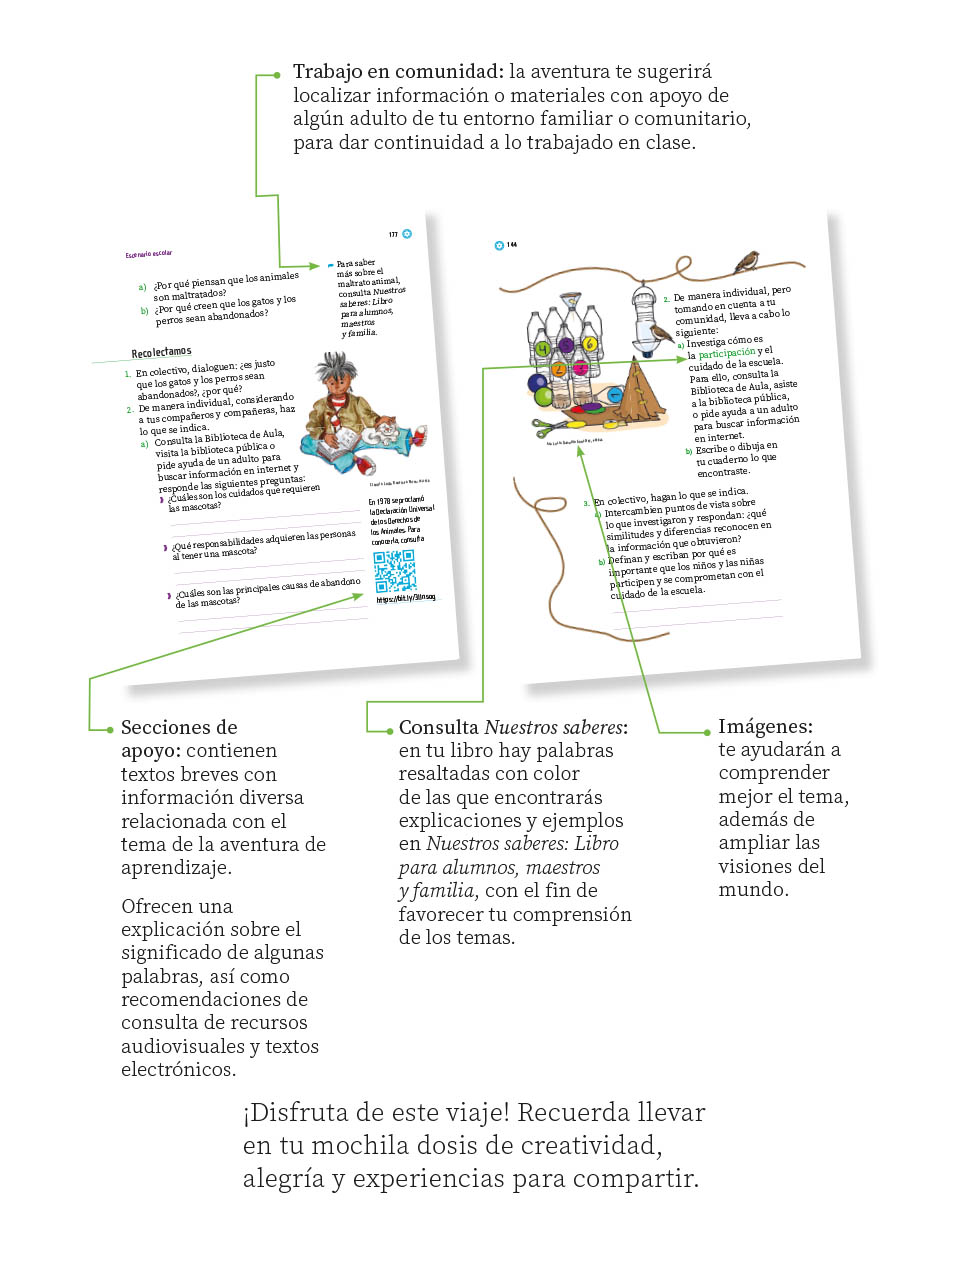 Trabajo en comunidad: la aventura te sugerirá
localizar información o materiales con apoyo de
algún adulto de tu entorno familiar o comunitario,
para dar continuidad a lo trabajado en clase.
177
Escenario escolar
a) ¿Por qué piensan que los animales
son maltratados?
b) ¿Por qué creen que los gatos y los
perros sean abandonados?
Para saber
más sobre el
maltrato animal,
consulta Nuestros
saberes: Libro
para alumnos,
maestros
y familia.
Recolectamos
1. En colectivo, dialoguen: ¿es justo
que los gatos y los perros sean
abandonados?, ¿por qué?
2. De manera individual, considerando
a tus compañeros y compañeras, haz
lo que se indica.
a) Consulta la Biblioteca de Aula,
visita la biblioteca pública o
pide ayuda de un adulto para
buscar información en internet y
responde las siguientes preguntas:
¿Cuáles son los cuidados que requieren
las mascotas?
¿Qué responsabilidades adquieren las personas
al tener una mascota?
¿Cuáles son las principales causas de abandono
de las mascotas?
En 1978 se proclamó
la Declaración Universal
de los Derechos de
los Animales. Para
conocerla, consulta
144
4
5
6
2
3
1
2. De manera individual, pero
tomando en cuenta a tu
comunidad, lleva a cabo lo
siguiente:
a) Investiga cómo es
la participación y el
cuidado de la escuela.
Para ello, consulta la
Biblioteca de Aula, asiste
a la biblioteca pública,
o pide ayuda a un adulto
para buscar información
en internet.
b) Escribe o dibuja en
tu cuaderno lo que
encontraste.
3. En colectivo, hagan lo que se indica.
a) Intercambien puntos de vista sobre
lo que investigaron y respondan: ¿qué
similitudes y diferencias reconocen en
la información que obtuvieron?
b) Definan y escriban por qué es
importante que los niños y las niñas
participen y se comprometan con el
cuidado de la escuela.
Secciones de
apoyo: contienen
textos breves con
información diversa
relacionada con el
tema de la aventura de
aprendizaje.
Ofrecen una
explicación sobre el
significado de algunas
palabras, así como
recomendaciones de
consulta de recursos
audiovisuales y textos
electrónicos.
Consulta Nuestros saberes:
en tu libro hay palabras
resaltadas con color
de las que encontrarás
explicaciones y ejemplos
en Nuestros saberes: Libro
para alumnos, maestros
y familia, con el fin de
favorecer tu comprensión
de los temas.
Imágenes:
te ayudarán a
comprender
mejor el tema,
además de
ampliar las
visiones del
mundo.
¡Disfruta de este viaje! Recuerda llevar
en tu mochila dosis de creatividad,
alegría y experiencias para compartir.